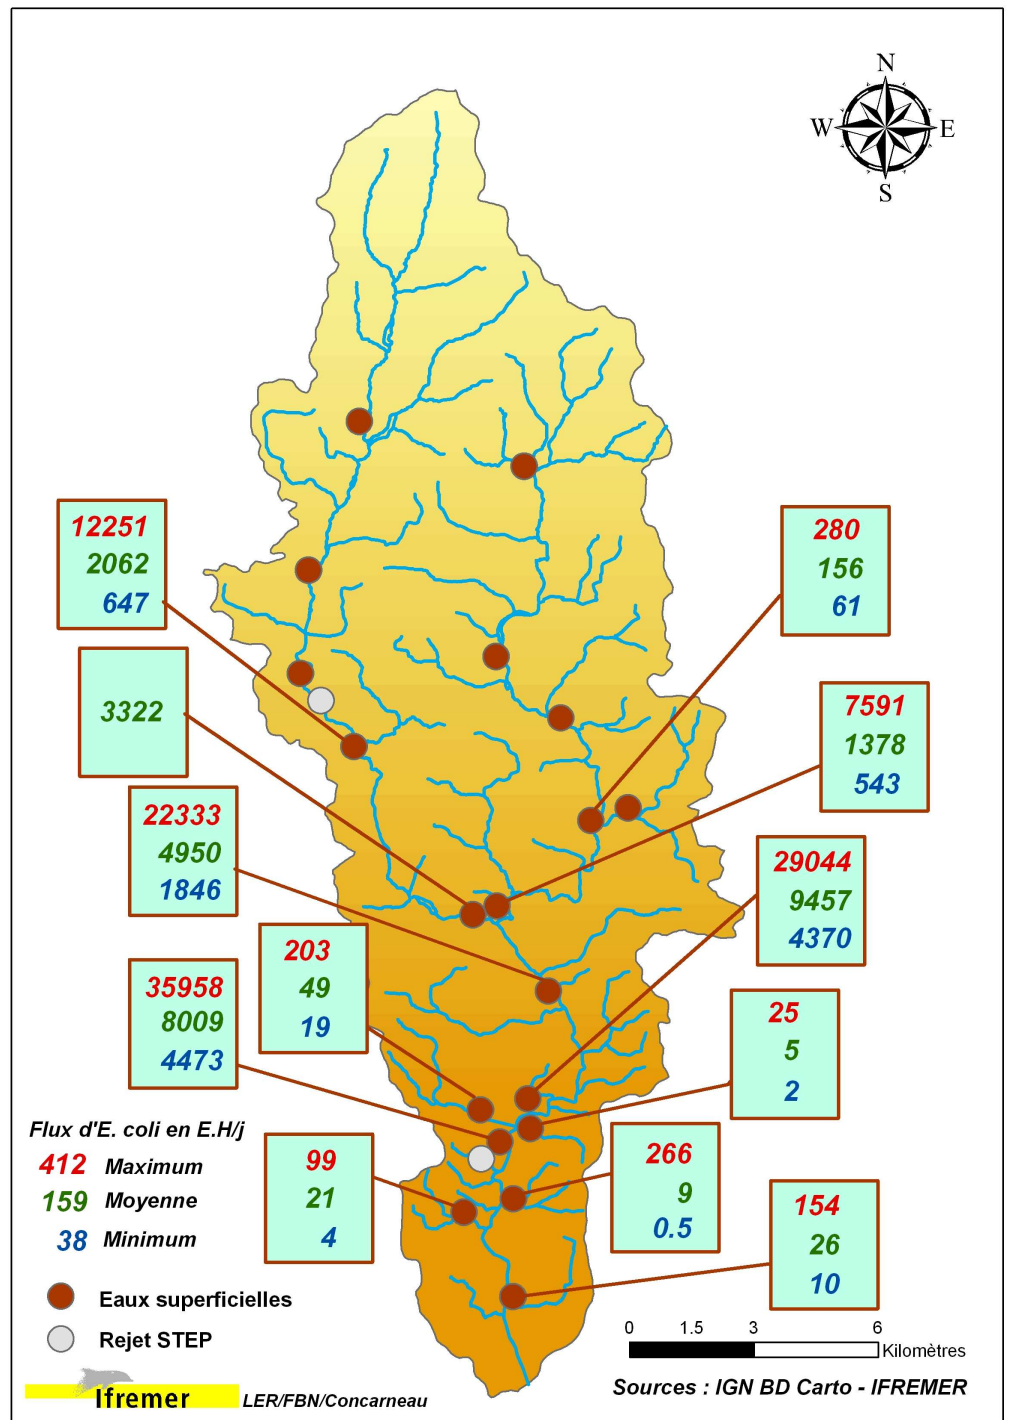 N
W E
S
12251
2062
647
280
156
61
3322
7591
1378
543
22333
4950
1846
29044
9457
4370
203
49
19
35958
8009
4473
25
5
2
Flux d'E. coli en E.H/j
412 Maximum
159 Moyenne
38 Minimum
99
21
4
266
9
0.5
154
26
10
Eaux superficielles
Rejet STEP
0 1.5 3 6
Kilomètres
Ifremer LER/FBN/Concarneau
Sources : IGN BD Carto - IFREMER